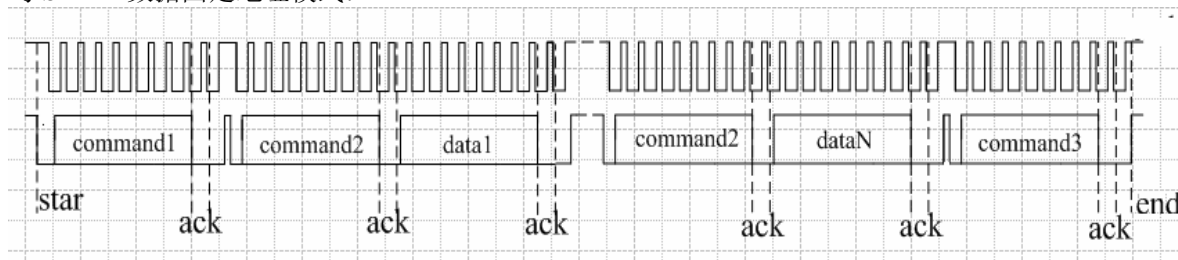 command1
command2
data1
command2
dataN
command3
star
end
ack
ack
ack
ack
ack
ack